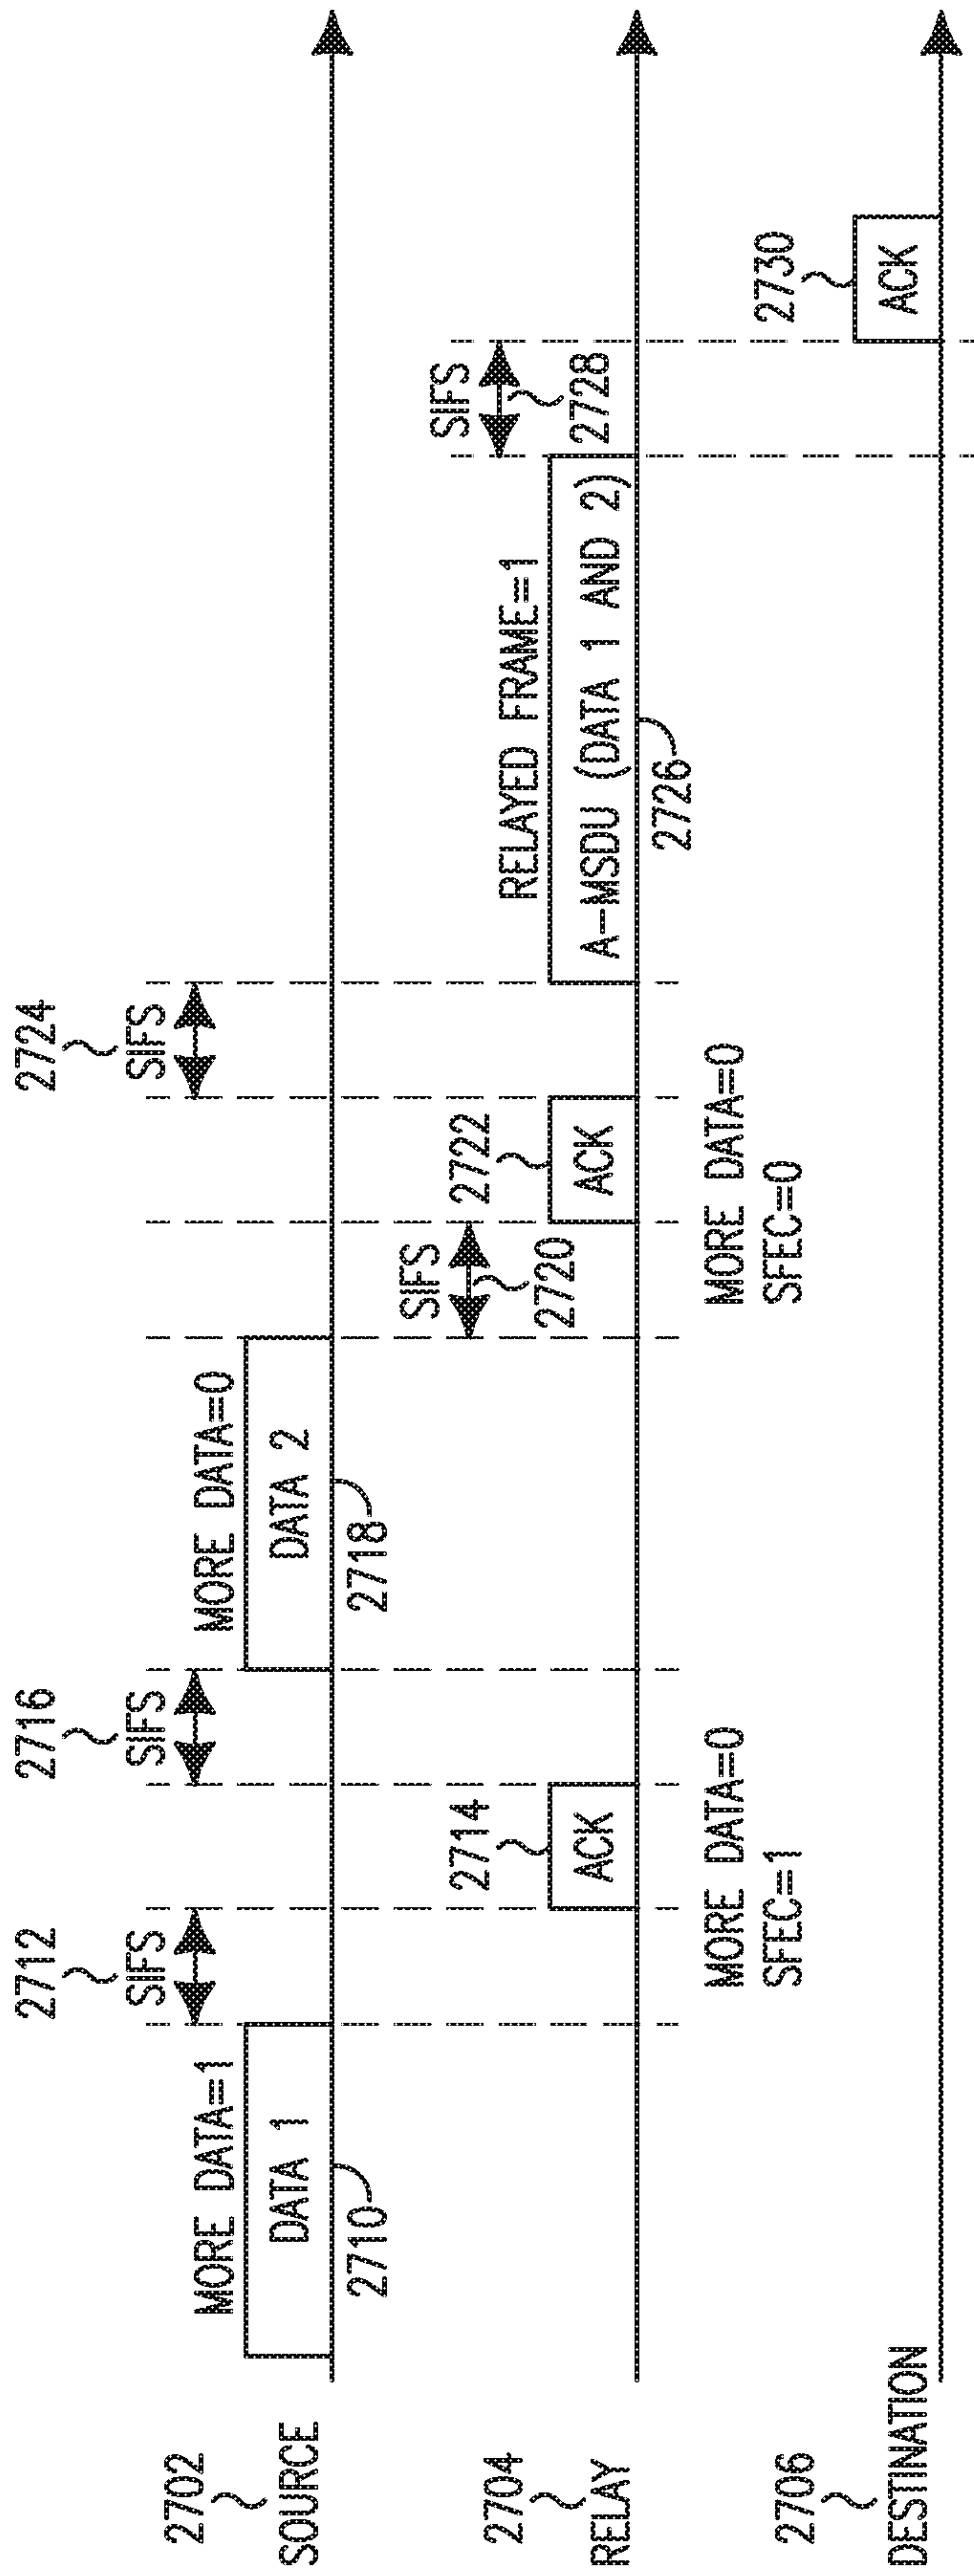 2702
SOURCE
MORE DATA=1
DATA 1
2710
2712
SIFS
2716
SIFS
MORE DATA=0
DATA 2
2718
2724
SIFS
2704
RELAY
2714
ACK
MORE DATA=0
SFEC=1
SIFS
2720
2722
ACK
MORE DATA=0
SFEC=0
RELAYED FRAME=1
A-MSDU (DATA 1 AND 2)
2726
SIFS
2728
2706
DESTINATION
2730
ACK